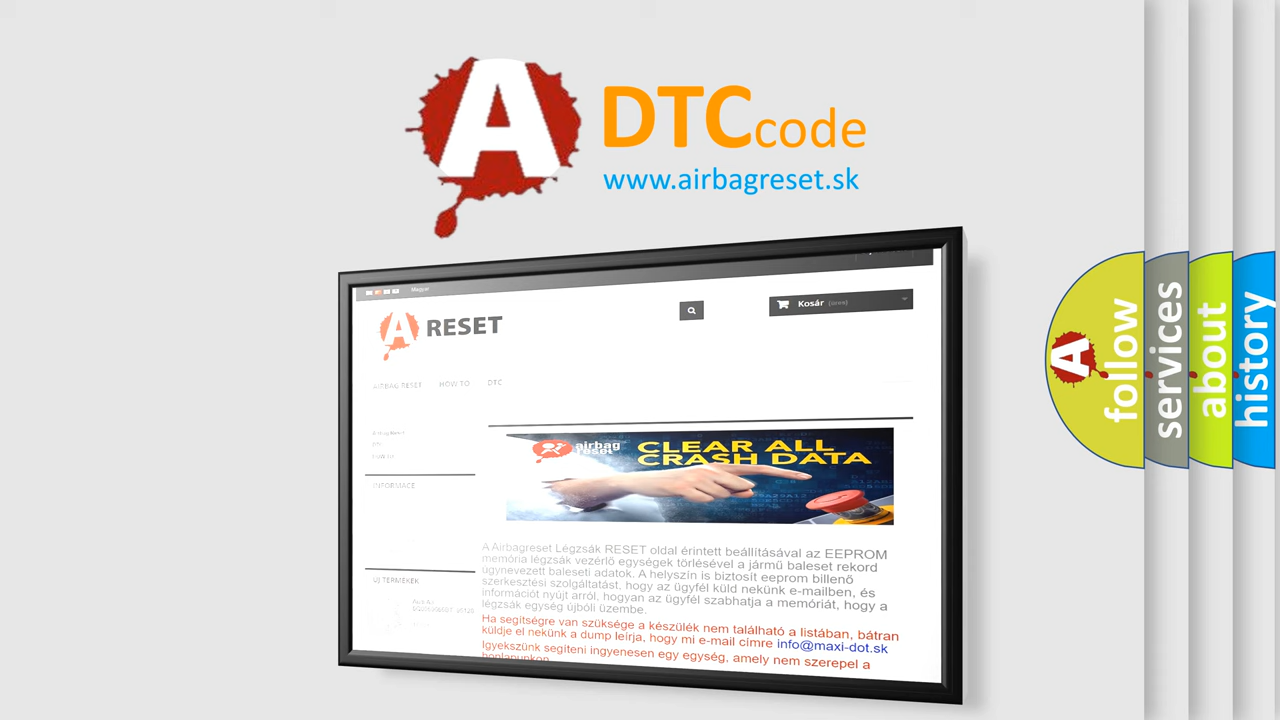 A DTCcode
www.airbagreset.sk
Magyar
A RESET
Kosár (üres)
AIRBAG RESET HOW TO DTC
INFORMACE
airbag
reset
CLEAR ALL
CRASH DATA
A Airbagreset Légzsák RESET oldal érintett beállításával az EEPROM
memória légzsák vezérlő egységek törlésével a jármű baleset rekord
úgynevezett baleseti adatok. A helyszín is biztosít eeprom billenő
szerkesztési szolgáltatást, hogy az ügyfél küld nekünk e-mailben, és
információt nyújt arról, hogyan az ügyfél szabhatja a memóriát, hogy a
légzsák egység újbóli üzembe.
Ha segítségre van szüksége a készülék nem található a listában, bátran
küldje el nekünk a dump leírja, hogy mi e-mail címre info@maxi-dot.sk
Igyekszünk segíteni ingyenesen egy egység, amely nem szerepel a
honlapunkon
ÚJ TERMÉKEK
A
follow
services
about
history